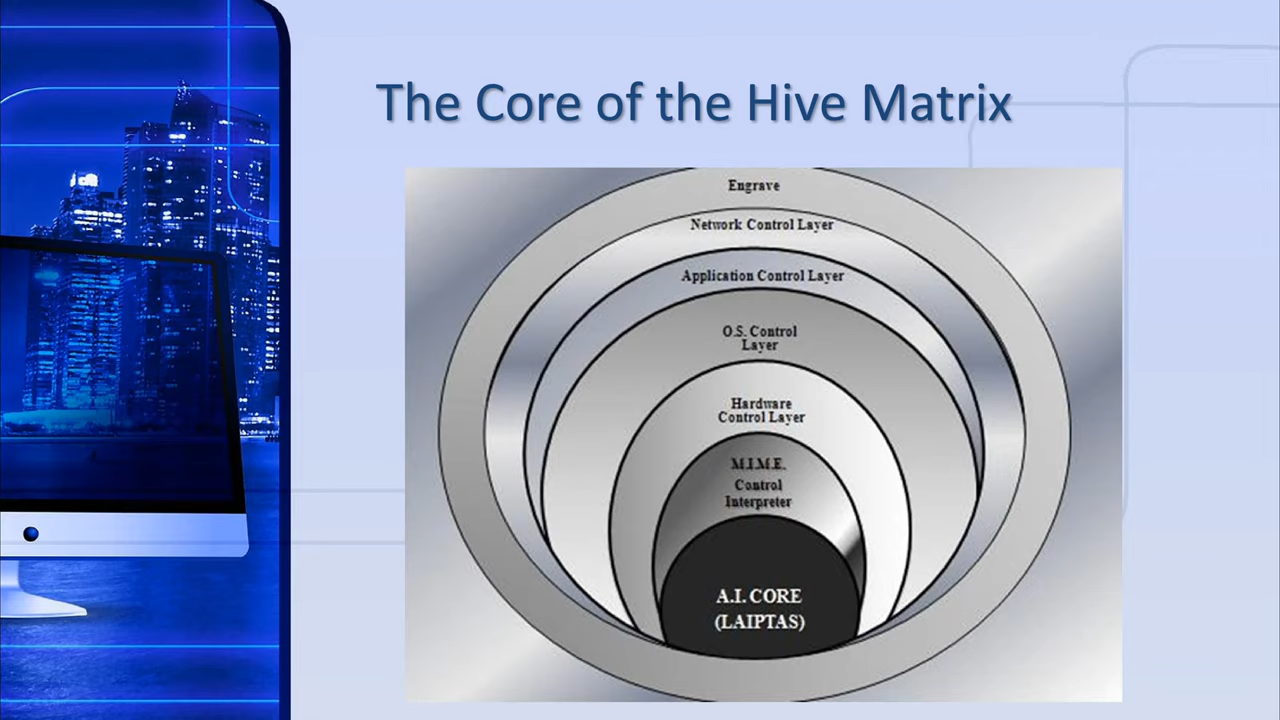 The Core of the Hive Matrix
Engrave
Network Control Layer
Application Control Layer
O.S. Control
Layer
Hardware
Control Layer
M.I.M.E.
Control
Interpreter
A.I. CORE
(LAIPTAS)